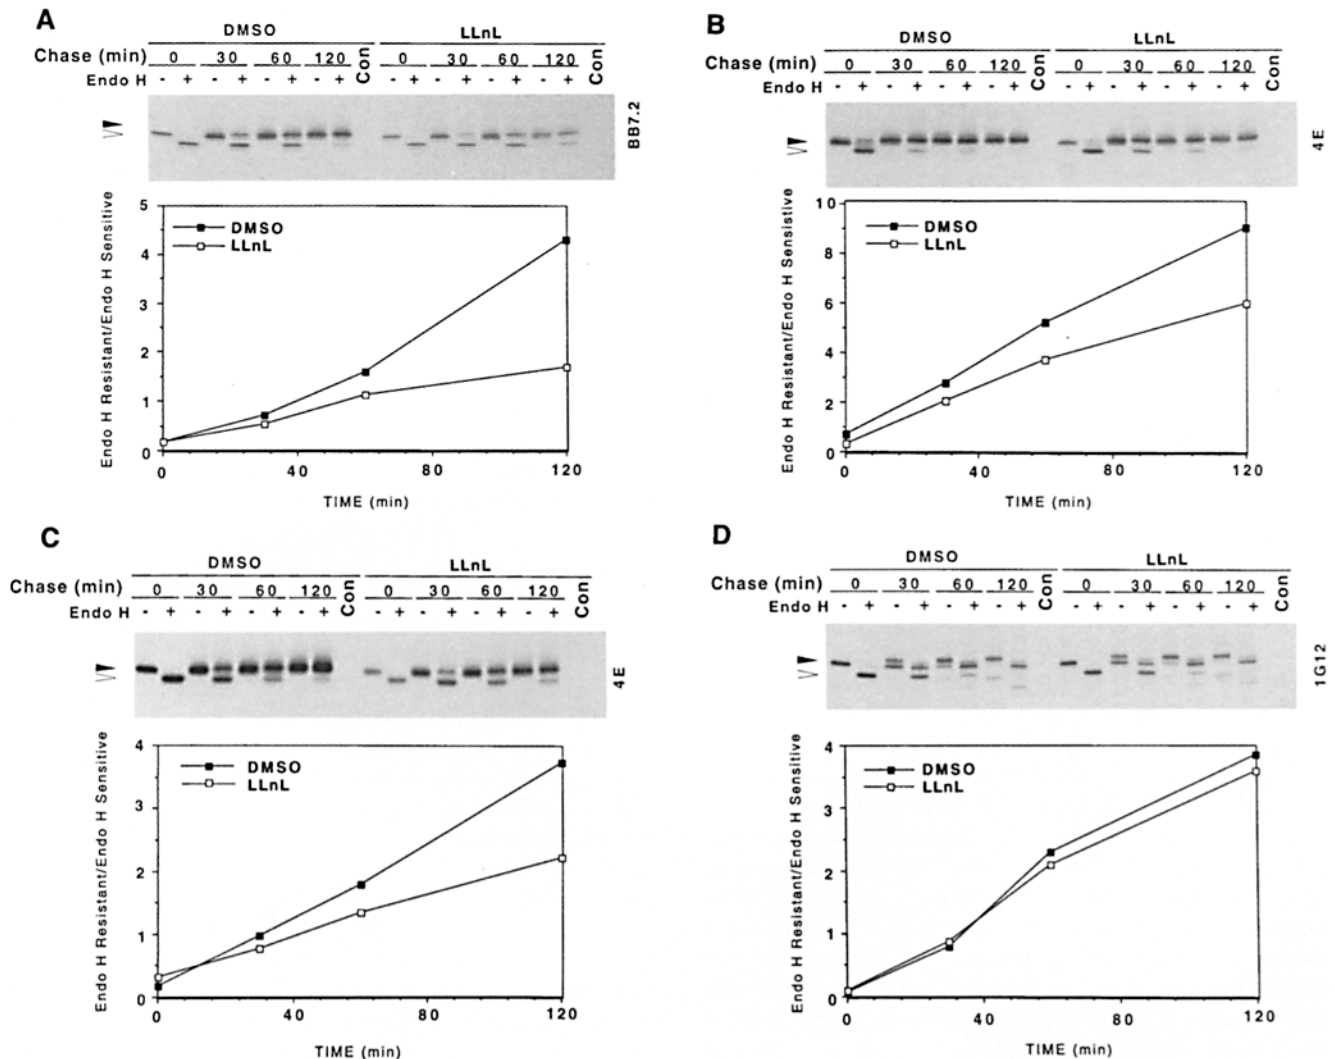 A
DMSO LLnL
Chase (min) 0 30 60 120 Con 0 30 60 120 Con
Endo H - + - + - + - + - + - + - + - +
BB7.2
Endo H Resistant/Endo H Sensitive
5
4
3
2
1
0
DMSO
LLnL
0 40 80 120
TIME (min)
B
DMSO LLnL
Chase (min) 0 30 60 120 Con 0 30 60 120 Con
Endo H - + - + - + - + - + - + - + - +
4E
Endo H Resistant/Endo H Sensistive
10
8
6
4
2
0
DMSO
LLnL
0 40 80 120
TIME (min)
C
DMSO LLnL
Chase (min) 0 30 60 120 Con 0 30 60 120 Con
Endo H - + - + - + - + - + - + - + - +
4E
Endo H Resistant/Endo H Sensitive
4
3
2
1
0
DMSO
LLnL
0 40 80 120
TIME (min)
D
DMSO LLnL
Chase (min) 0 30 60 120 Con 0 30 60 120 Con
Endo H - + - + - + - + - + - + - + - +
1G12
Endo H Resistant/Endo H Sensitive
4
3
2
1
0
DMSO
LLnL
0 40 80 120
TIME (min)